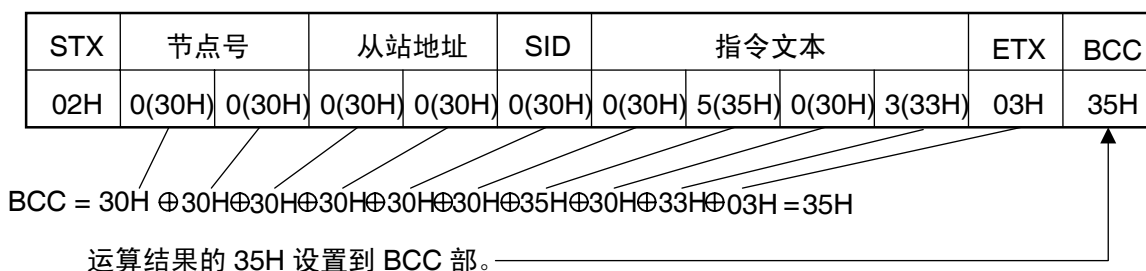 STX 节点号 从站地址 SID 指令文本 ETX BCC
02H 0(30H) 0(30H) 0(30H) 0(30H) 0(30H) 0(30H) 5(35H) 0(30H) 3(33H) 03H 35H
BCC = 30H ⊕30H⊕30H⊕30H⊕30H⊕30H⊕35H⊕30H⊕33H⊕03H =35H
运算结果的 35H 设置到 BCC 部。